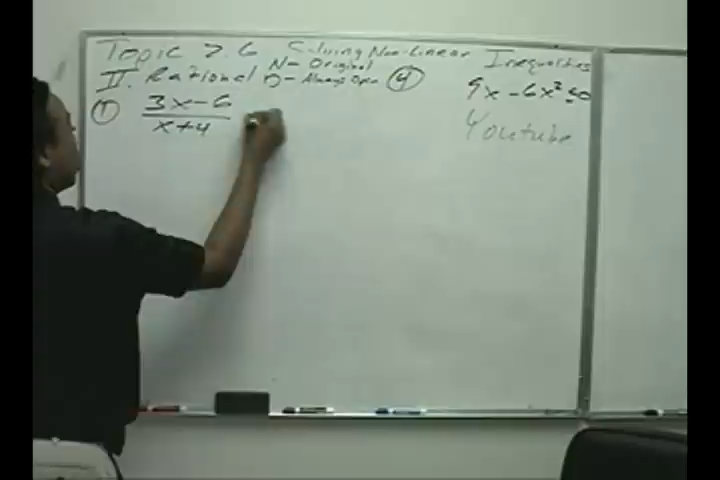 Topic 7.6 Solving Non-Linear Inequalities
N- Original
II. Rational D- Always Open (4)
(1) 3x-6
x+4
9x - 6x² ≤ 0
Youtube